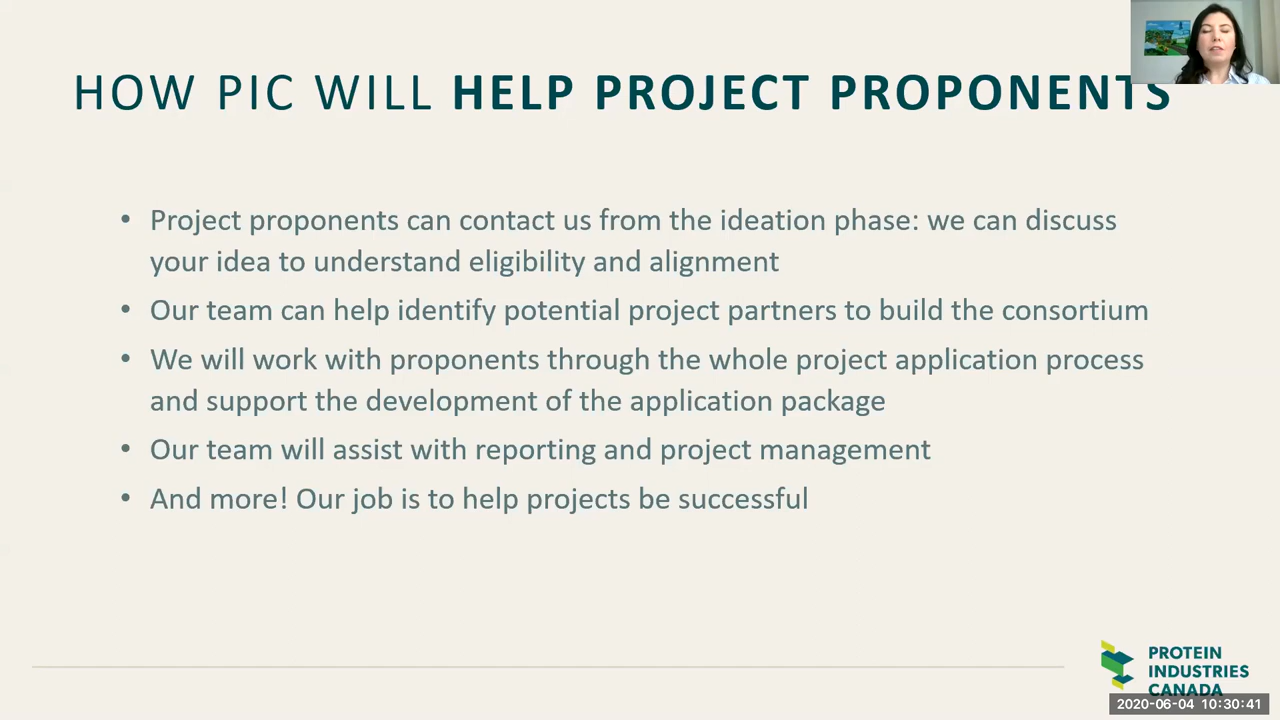 HOW PIC WILL HELP PROJECT PROPONENTS
• Project proponents can contact us from the ideation phase: we can discuss
your idea to understand eligibility and alignment
• Our team can help identify potential project partners to build the consortium
• We will work with proponents through the whole project application process
and support the development of the application package
• Our team will assist with reporting and project management
• And more! Our job is to help projects be successful
PROTEIN
INDUSTRIES
CANADA
2020-06-04 10:30:41